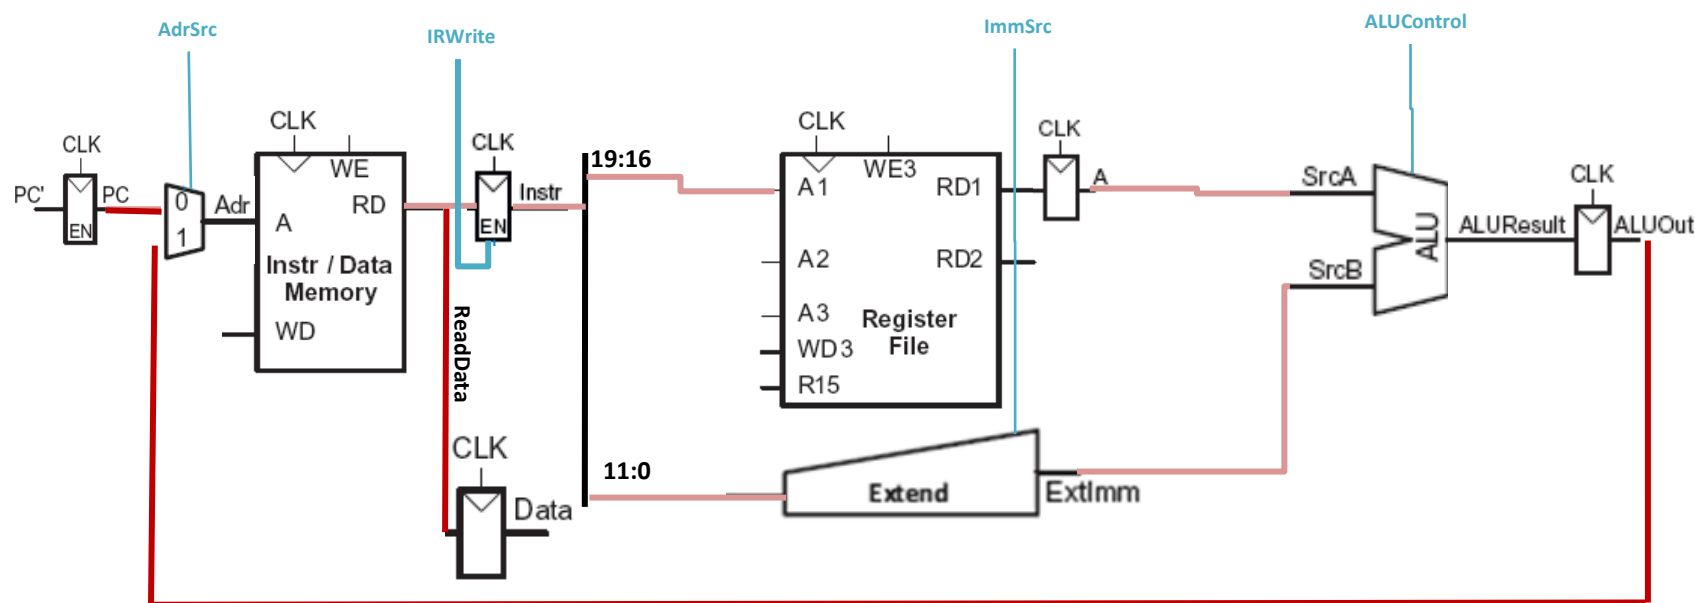 AdrSrc
IRWrite
ImmSrc
ALUControl
CLK
PC'
EN
PC
0
1
Adr
CLK
WE
RD
A
Instr / Data
Memory
WD
CLK
EN
Instr
ReadData
CLK
Data
19:16
11:0
CLK
WE3
A1
RD1
A2
RD2
A3
Register
File
WD3
R15
CLK
A
Extend
ExtImm
SrcA
SrcB
ALU
ALUResult
CLK
ALUOut